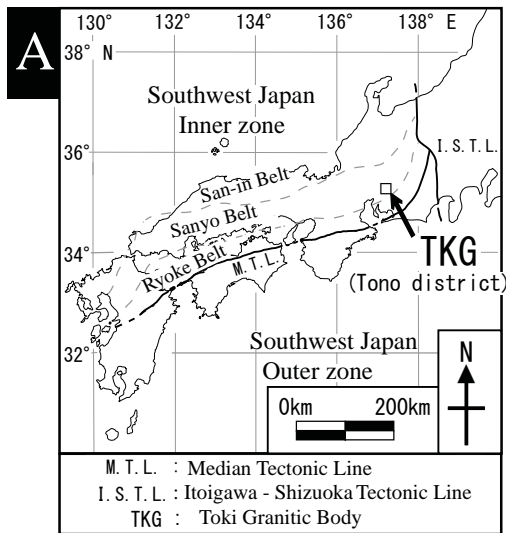 A
130° 132° 134° 136° 138° E
38° N
Southwest Japan
Inner zone
I. S. T. L.
36°
San-in Belt
Sanyo Belt
Ryoke Belt
M. T. L.
TKG
(Tono district)
34°
Southwest Japan
Outer zone
32°
N
0km 200km
M. T. L. : Median Tectonic Line
I. S. T. L. : Itoigawa - Shizuoka Tectonic Line
TKG : Toki Granitic Body